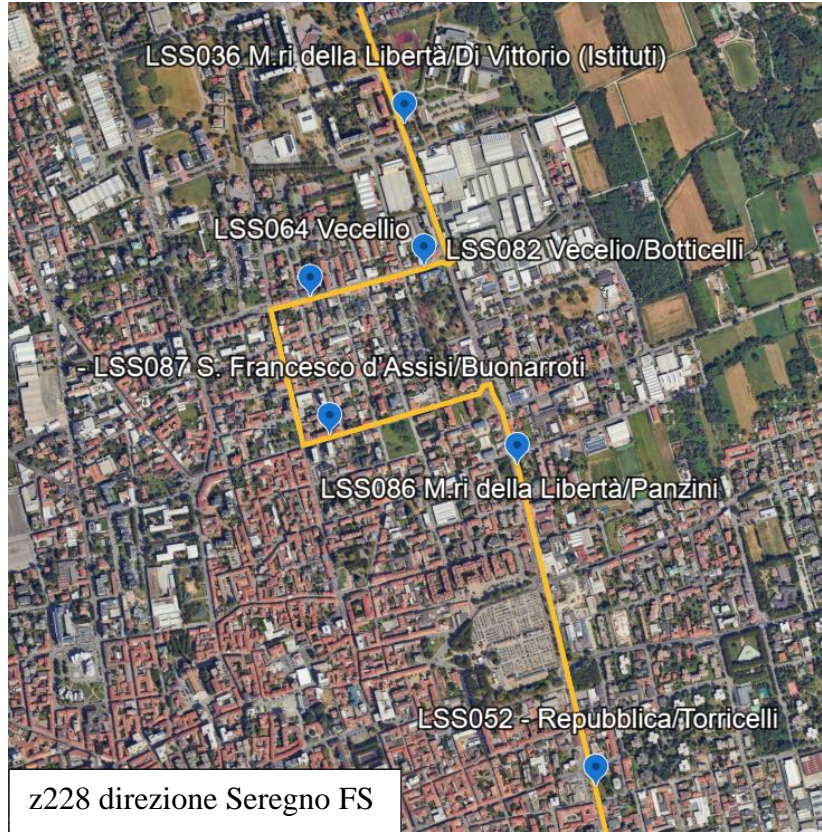 LSS036 M.ri della Libertà/Di Vittorio (Istituti)
LSS064 Vecellio
LSS082 Vecelio/Botticelli
- LSS087 S. Francesco d'Assisi/Buonarroti
LSS086 M.ri della Libertà/Panzini
LSS052 - Repubblica/Torricelli
z228 direzione Seregno FS